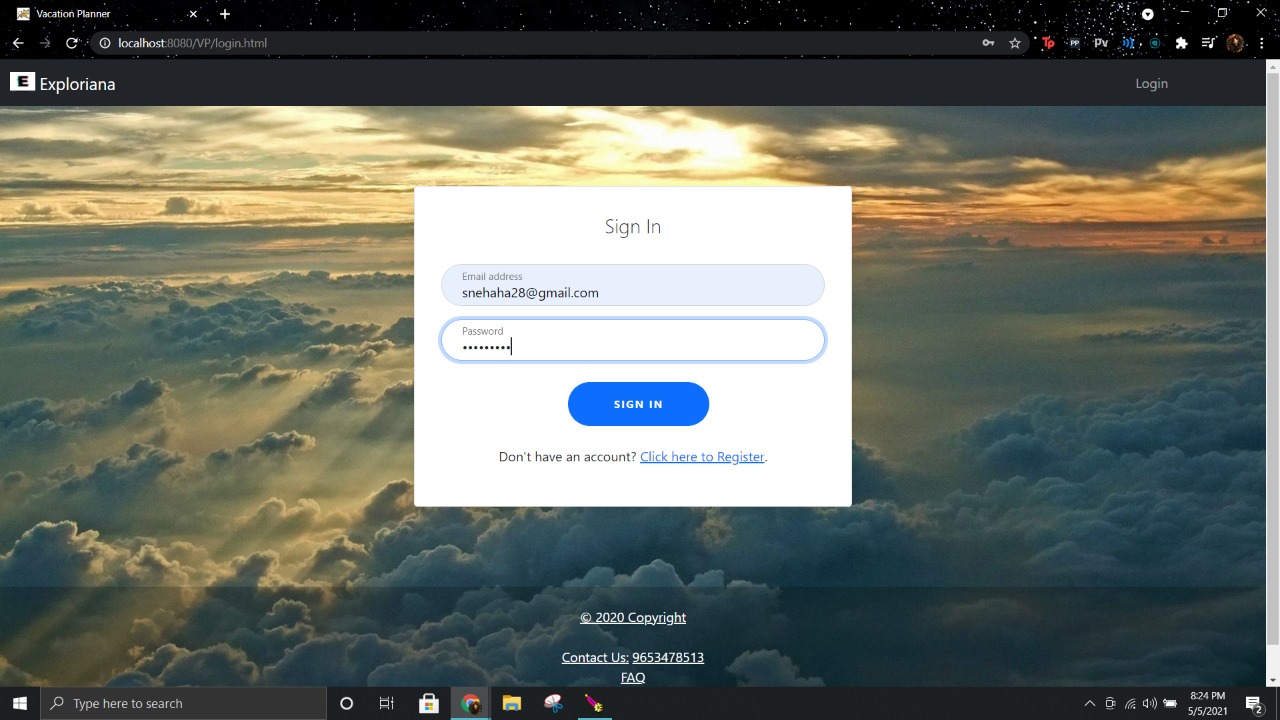 Vacation Planner
localhost:8080/VP/login.html
Tp
PP
Pv
E Exploriana
Login
Sign In
Email address
snehaha28@gmail.com
Password
•••••••••
SIGN IN
Don't have an account? Click here to Register.
© 2020 Copyright
Contact Us: 9653478513
FAQ
Type here to search
8:24 PM
5/5/2021
2